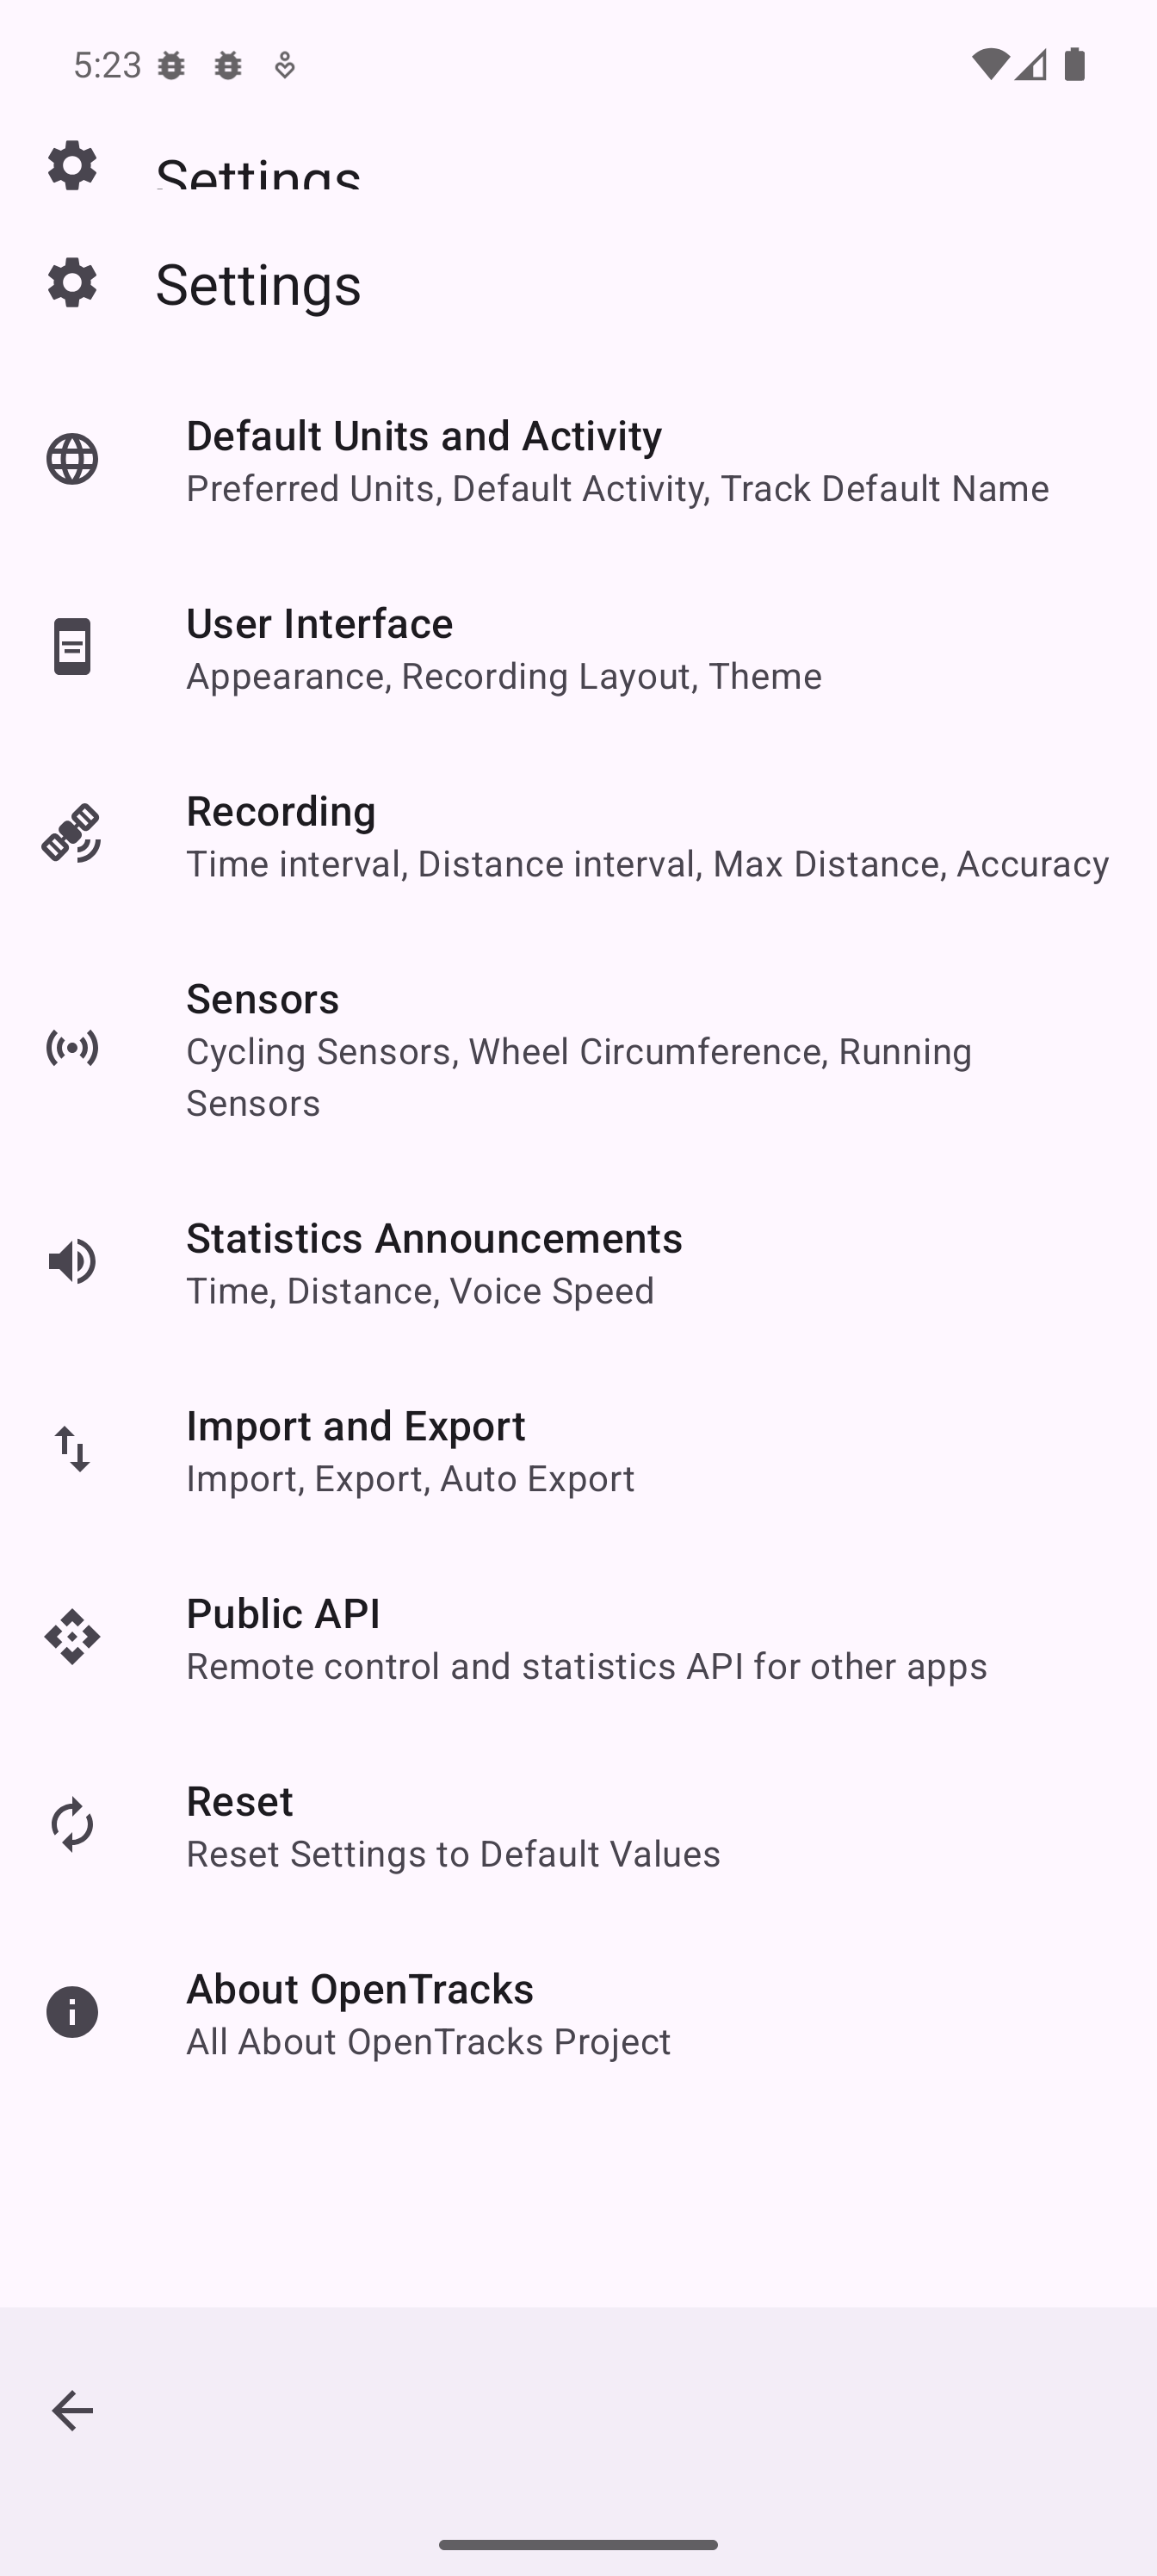 5:23
Settings
Settings
Default Units and Activity
Preferred Units, Default Activity, Track Default Name
User Interface
Appearance, Recording Layout, Theme
Recording
Time interval, Distance interval, Max Distance, Accuracy
Sensors
Cycling Sensors, Wheel Circumference, Running
Sensors
Statistics Announcements
Time, Distance, Voice Speed
Import and Export
Import, Export, Auto Export
Public API
Remote control and statistics API for other apps
Reset
Reset Settings to Default Values
About OpenTracks
All About OpenTracks Project